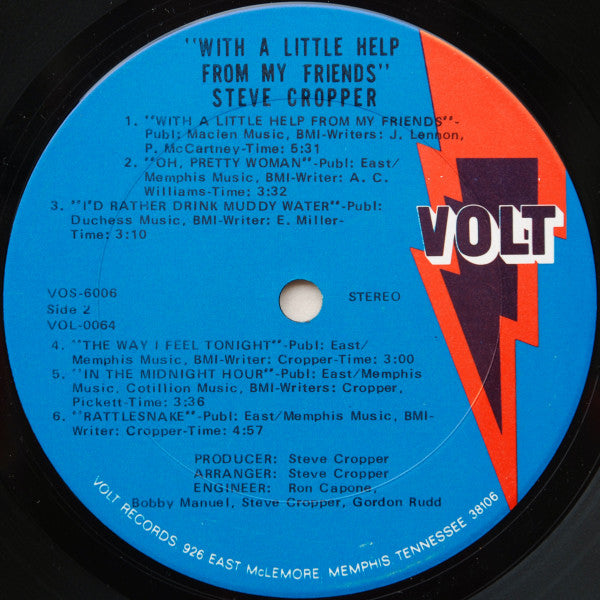 "WITH A LITTLE HELP
FROM MY FRIENDS"
STEVE CROPPER
1. "WITH A LITTLE HELP FROM MY FRIENDS"-
Publ: Maclen Music, BMI-Writers: J. Lennon,
P. McCartney-Time: 5:31
2. "OH, PRETTY WOMAN"-Publ: East/
Memphis Music, BMI-Writer: A. C.
Williams-Time: 3:32
3. "I'D RATHER DRINK MUDDY WATER"-Publ:
Duchess Music, BMI-Writer: E. Miller-
Time: 3:10
VOLT
VOS-6006
Side 2
VOL-0064
STEREO
4. "THE WAY I FEEL TONIGHT"-Publ: East/
Memphis Music, BMI-Writer: Cropper-Time: 3:00
5. "IN THE MIDNIGHT HOUR"-Publ: East/Memphis
Music, Cotillion Music, BMI-Writers: Cropper,
Pickett-Time: 3:36
6. "RATTLESNAKE"-Publ: East/Memphis Music, BMI-
Writer: Cropper-Time: 4:57
PRODUCER: Steve Cropper
ARRANGER: Steve Cropper
ENGINEER: Ron Capone,
Bobby Manuel, Steve Cropper, Gordon Rudd
VOLT RECORDS 926 EAST McLEMORE MEMPHIS TENNESSEE 38106